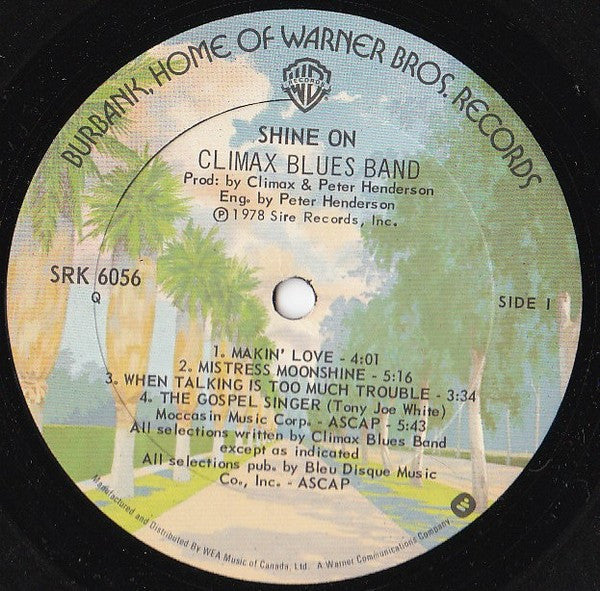 BURBANK, HOME OF WARNER BROS. RECORDS
RECORDS
SHINE ON
CLIMAX BLUES BAND
Prod: by Climax & Peter Henderson
Eng. by Peter Henderson
Ⓟ 1978 Sire Records, Inc.
SRK 6056
Q
SIDE 1
1. MAKIN' LOVE - 4:01
2. MISTRESS MOONSHINE - 5:16
3. WHEN TALKING IS TOO MUCH TROUBLE - 3:34
4. THE GOSPEL SINGER (Tony Joe White)
Moccasin Music Corp. - ASCAP - 5:43
All selections written by Climax Blues Band
except as indicated
All selections pub. by Bleu Disque Music
Co., Inc. - ASCAP
Manufactured and Distributed By WEA Music of Canada, Ltd. A Warner Communications Company